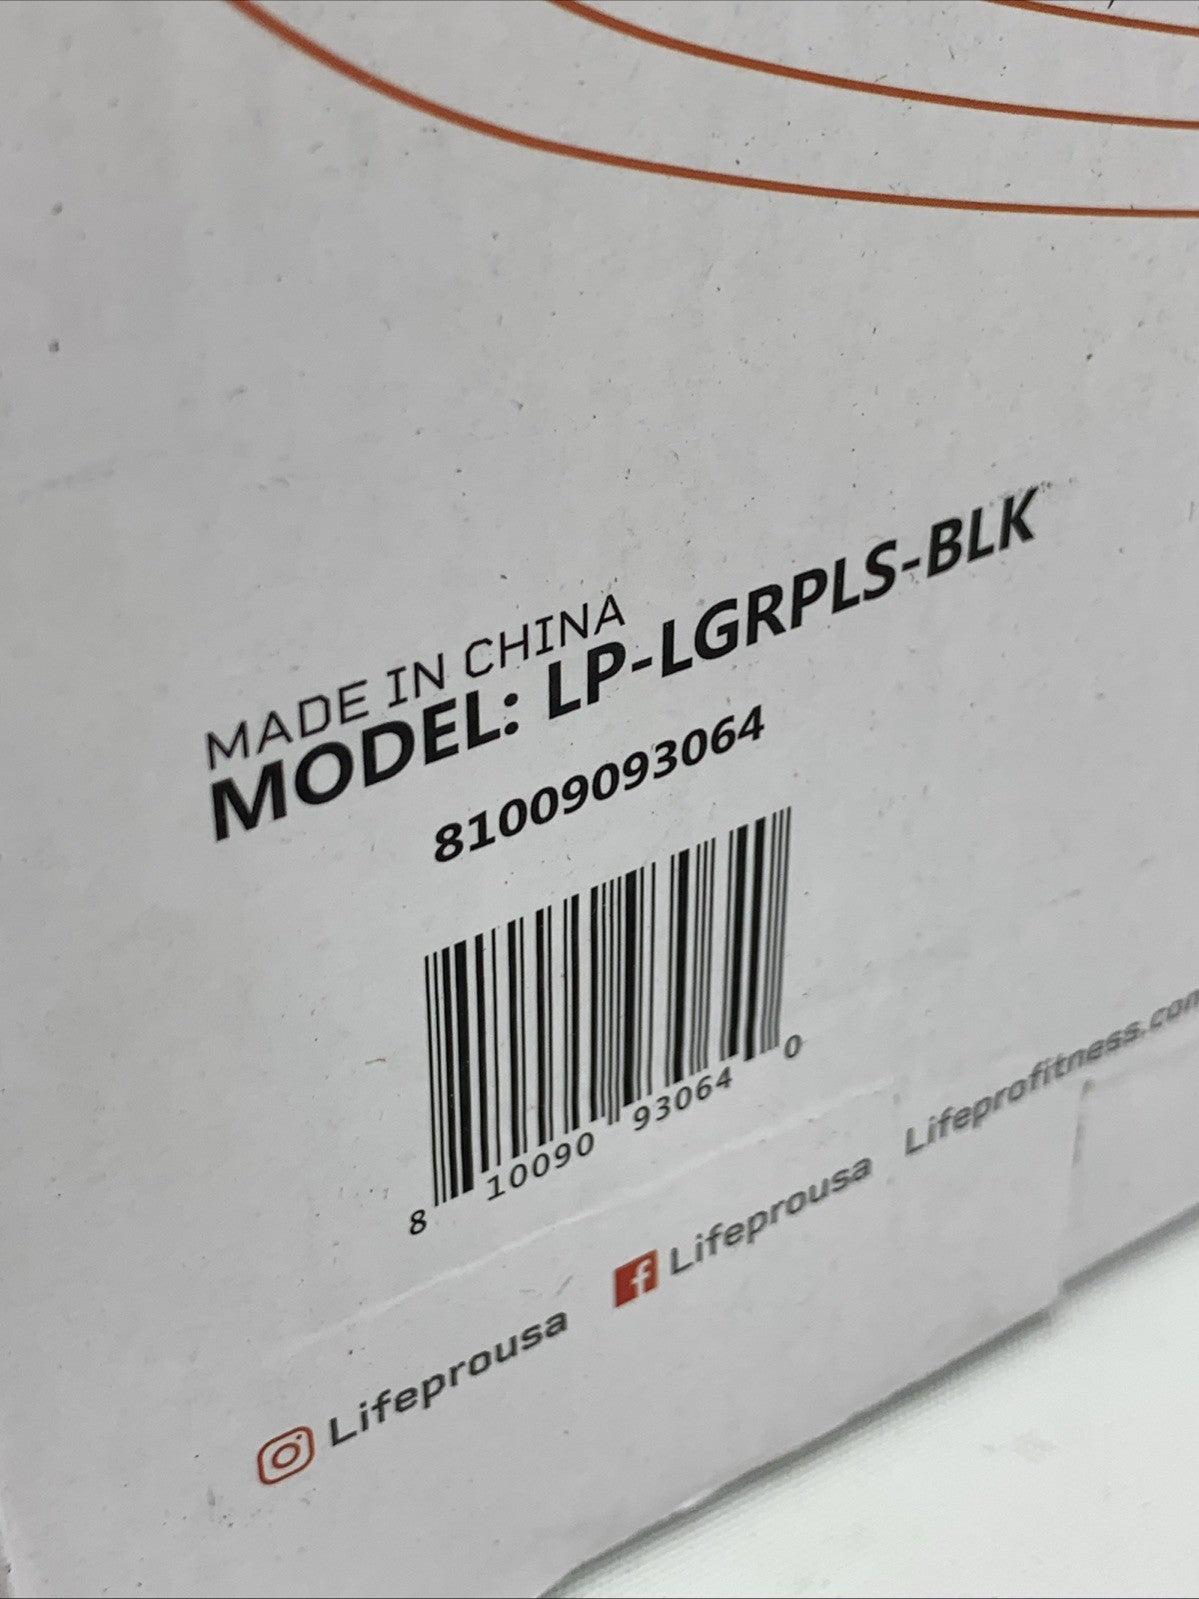 MADE IN CHINA
MODEL: LP-LGRPLS-BLK
81009093064
8 10090 93064 0
Lifeprousa Lifeprousa Lifeprofitness.com